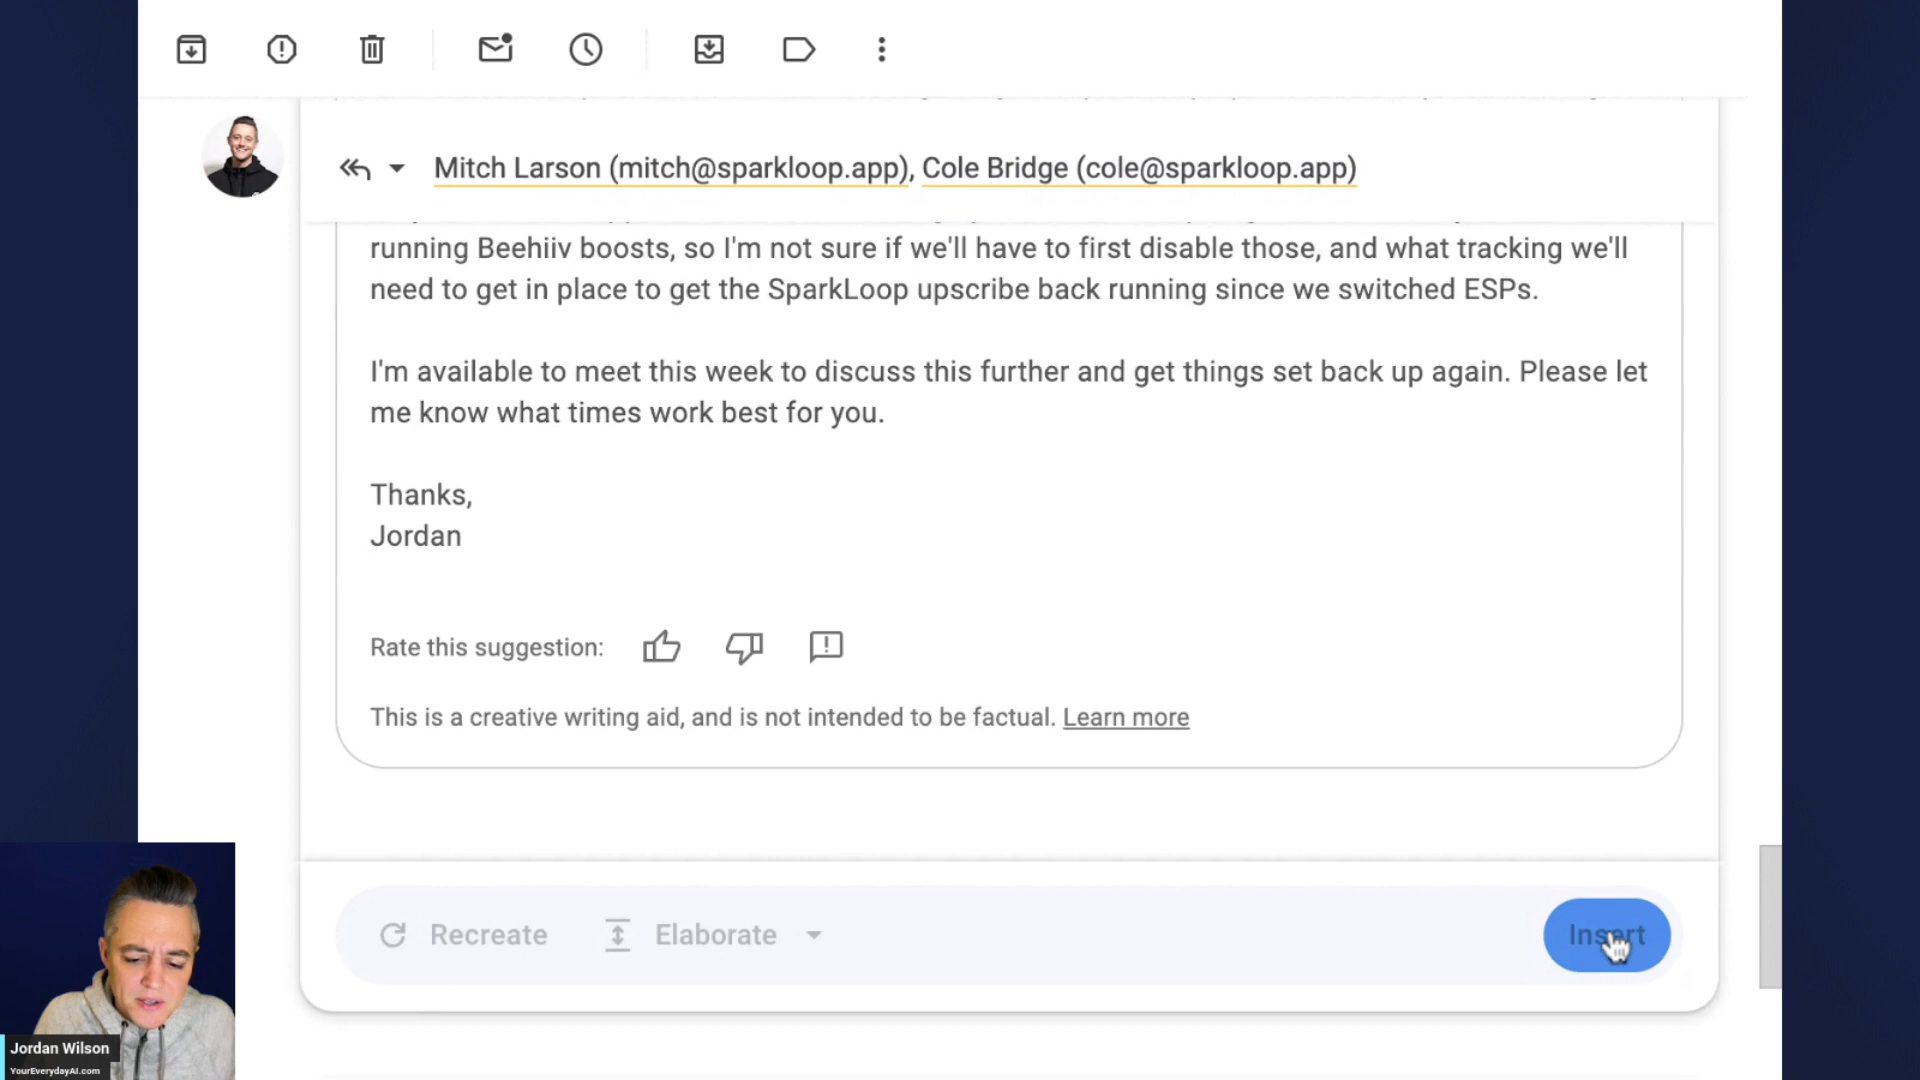 Mitch Larson (mitch@sparkloop.app), Cole Bridge (cole@sparkloop.app)
running Beehiiv boosts, so I'm not sure if we'll have to first disable those, and what tracking we'll
need to get in place to get the SparkLoop upscribe back running since we switched ESPs.
I'm available to meet this week to discuss this further and get things set back up again. Please let
me know what times work best for you.
Thanks,
Jordan
Rate this suggestion:
This is a creative writing aid, and is not intended to be factual. Learn more
Recreate Elaborate Insert
Jordan Wilson
YourEverydayAI.com